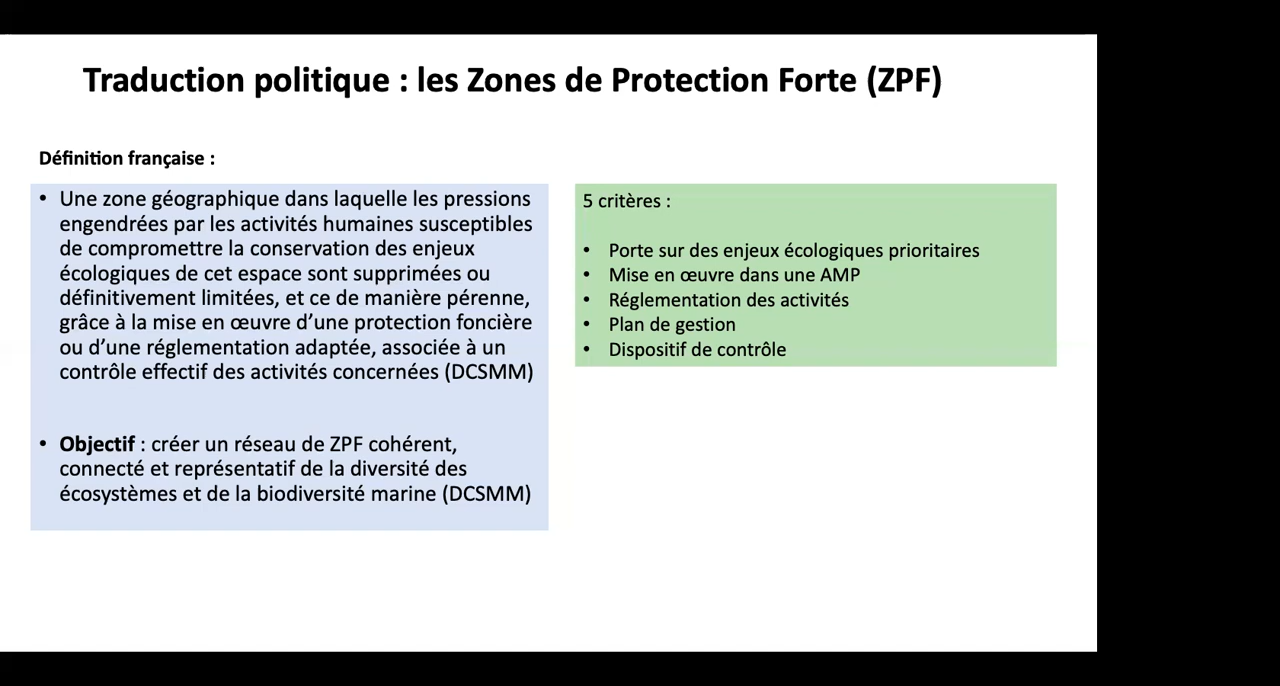 Traduction politique : les Zones de Protection Forte (ZPF)
Définition française :
• Une zone géographique dans laquelle les pressions
engendrées par les activités humaines susceptibles
de compromettre la conservation des enjeux
écologiques de cet espace sont supprimées ou
définitivement limitées, et ce de manière pérenne,
grâce à la mise en œuvre d’une protection foncière
ou d’une réglementation adaptée, associée à un
contrôle effectif des activités concernées (DCSMM)
• Objectif : créer un réseau de ZPF cohérent,
connecté et représentatif de la diversité des
écosystèmes et de la biodiversité marine (DCSMM)
5 critères :
• Porte sur des enjeux écologiques prioritaires
• Mise en œuvre dans une AMP
• Réglementation des activités
• Plan de gestion
• Dispositif de contrôle